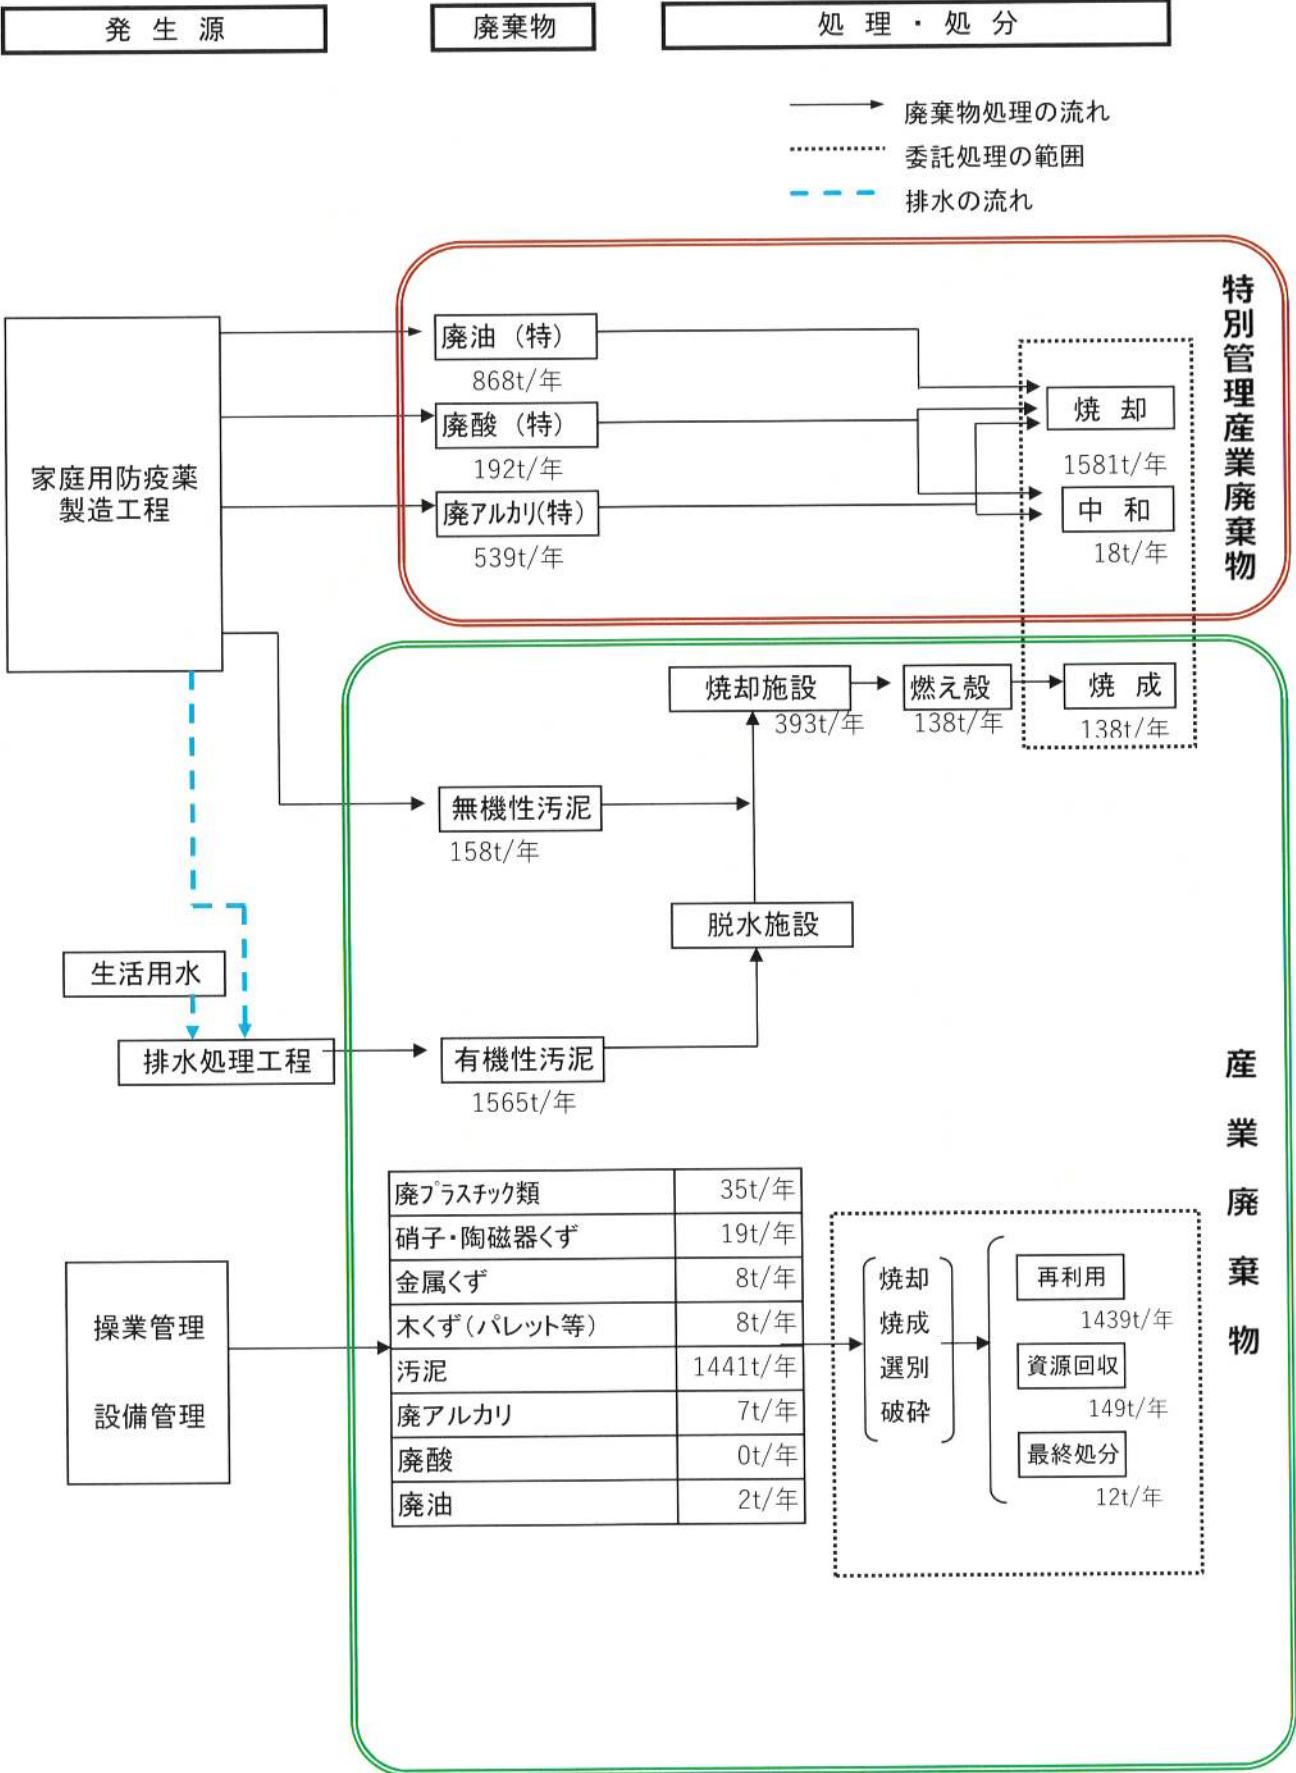 発生源
廃棄物
処理・処分
廃棄物処理の流れ
委託処理の範囲
排水の流れ
特別管理産業廃棄物
家庭用防疫薬
製造工程
廃油（特）
868t/年
廃酸（特）
192t/年
廃アルカリ(特)
539t/年
焼却
1581t/年
中和
18t/年
焼却施設
393t/年
燃え殻
138t/年
焼成
138t/年
無機性汚泥
158t/年
脱水施設
生活用水
排水処理工程
有機性汚泥
1565t/年
産業廃棄物
操業管理
設備管理
廃プラスチック類 35t/年
硝子・陶磁器くず 19t/年
金属くず 8t/年
木くず(パレット等) 8t/年
汚泥 1441t/年
廃アルカリ 7t/年
廃酸 0t/年
廃油 2t/年
焼却
焼成
選別
破砕
再利用
1439t/年
資源回収
149t/年
最終処分
12t/年